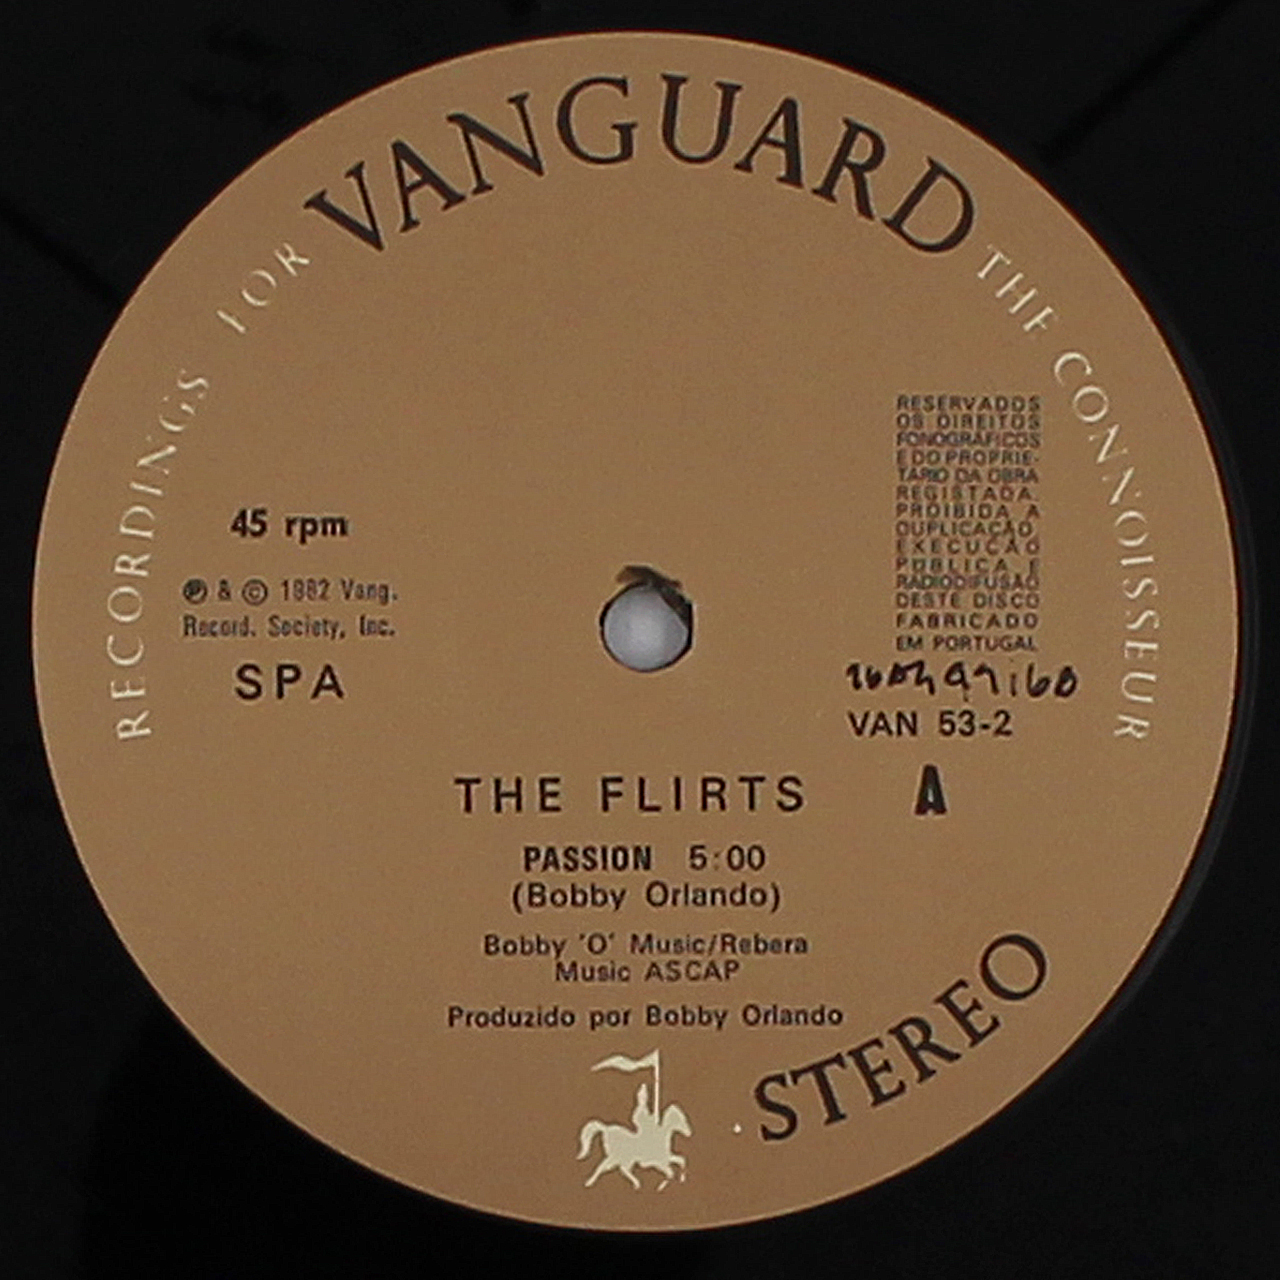 VANGUARD
RECORDINGS FOR
THE CONNOISSEUR
RESERVADOS
OS DIREITOS
FONOGRÁFICOS
E DO PROPRIE-
TÁRIO DA OBRA
REGISTADA.
PROIBIDA A
DUPLICAÇÃO
EXECUÇÃO
PÚBLICA E
RADIODIFUSÃO
DESTE DISCO
FABRICADO
EM PORTUGAL
45 rpm
℗ & © 1982 Vang.
Record. Society, Inc.
SPA
VAN 53-2
A
THE FLIRTS
PASSION 5:00
(Bobby Orlando)
Bobby 'O' Music/Rebera
Music ASCAP
Produzido por Bobby Orlando
STEREO